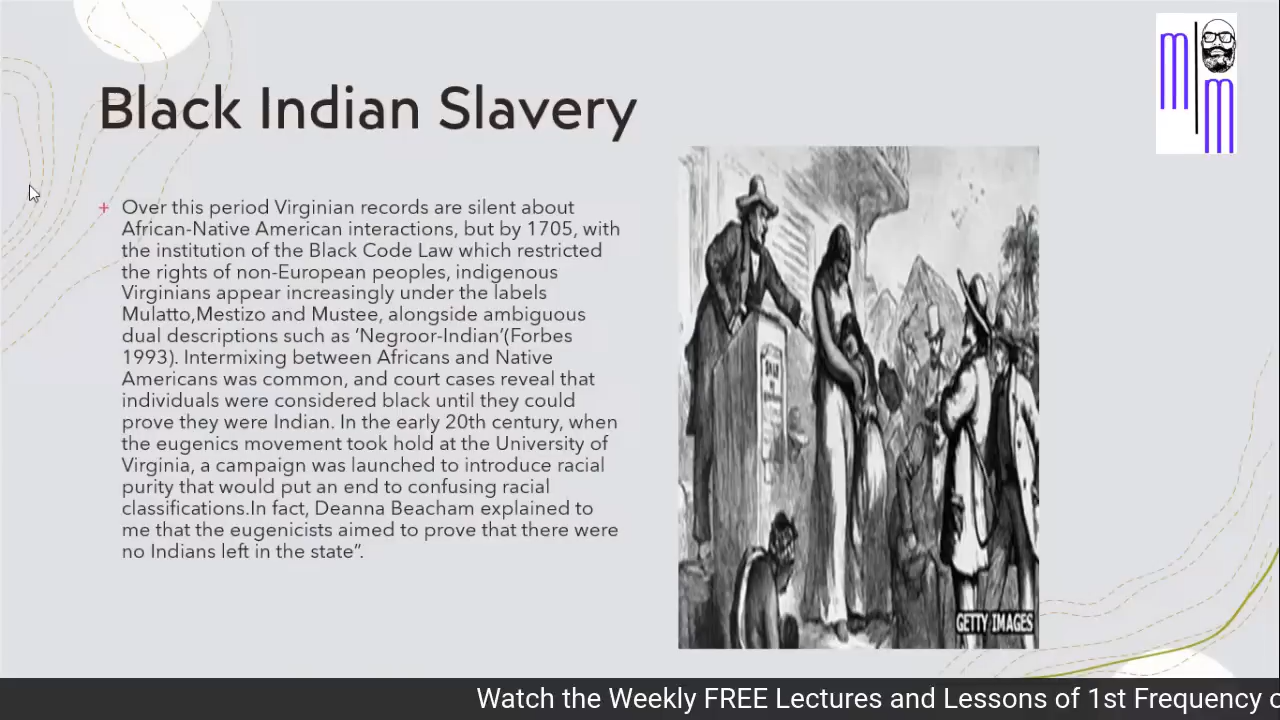 Black Indian Slavery
+ Over this period Virginian records are silent about
African-Native American interactions, but by 1705, with
the institution of the Black Code Law which restricted
the rights of non-European peoples, indigenous
Virginians appear increasingly under the labels
Mulatto,Mestizo and Mustee, alongside ambiguous
dual descriptions such as ‘Negroor-Indian’(Forbes
1993). Intermixing between Africans and Native
Americans was common, and court cases reveal that
individuals were considered black until they could
prove they were Indian. In the early 20th century, when
the eugenics movement took hold at the University of
Virginia, a campaign was launched to introduce racial
purity that would put an end to confusing racial
classifications.In fact, Deanna Beacham explained to
me that the eugenicists aimed to prove that there were
no Indians left in the state”.
m m
GETTY IMAGES
Watch the Weekly FREE Lectures and Lessons of 1st Frequency